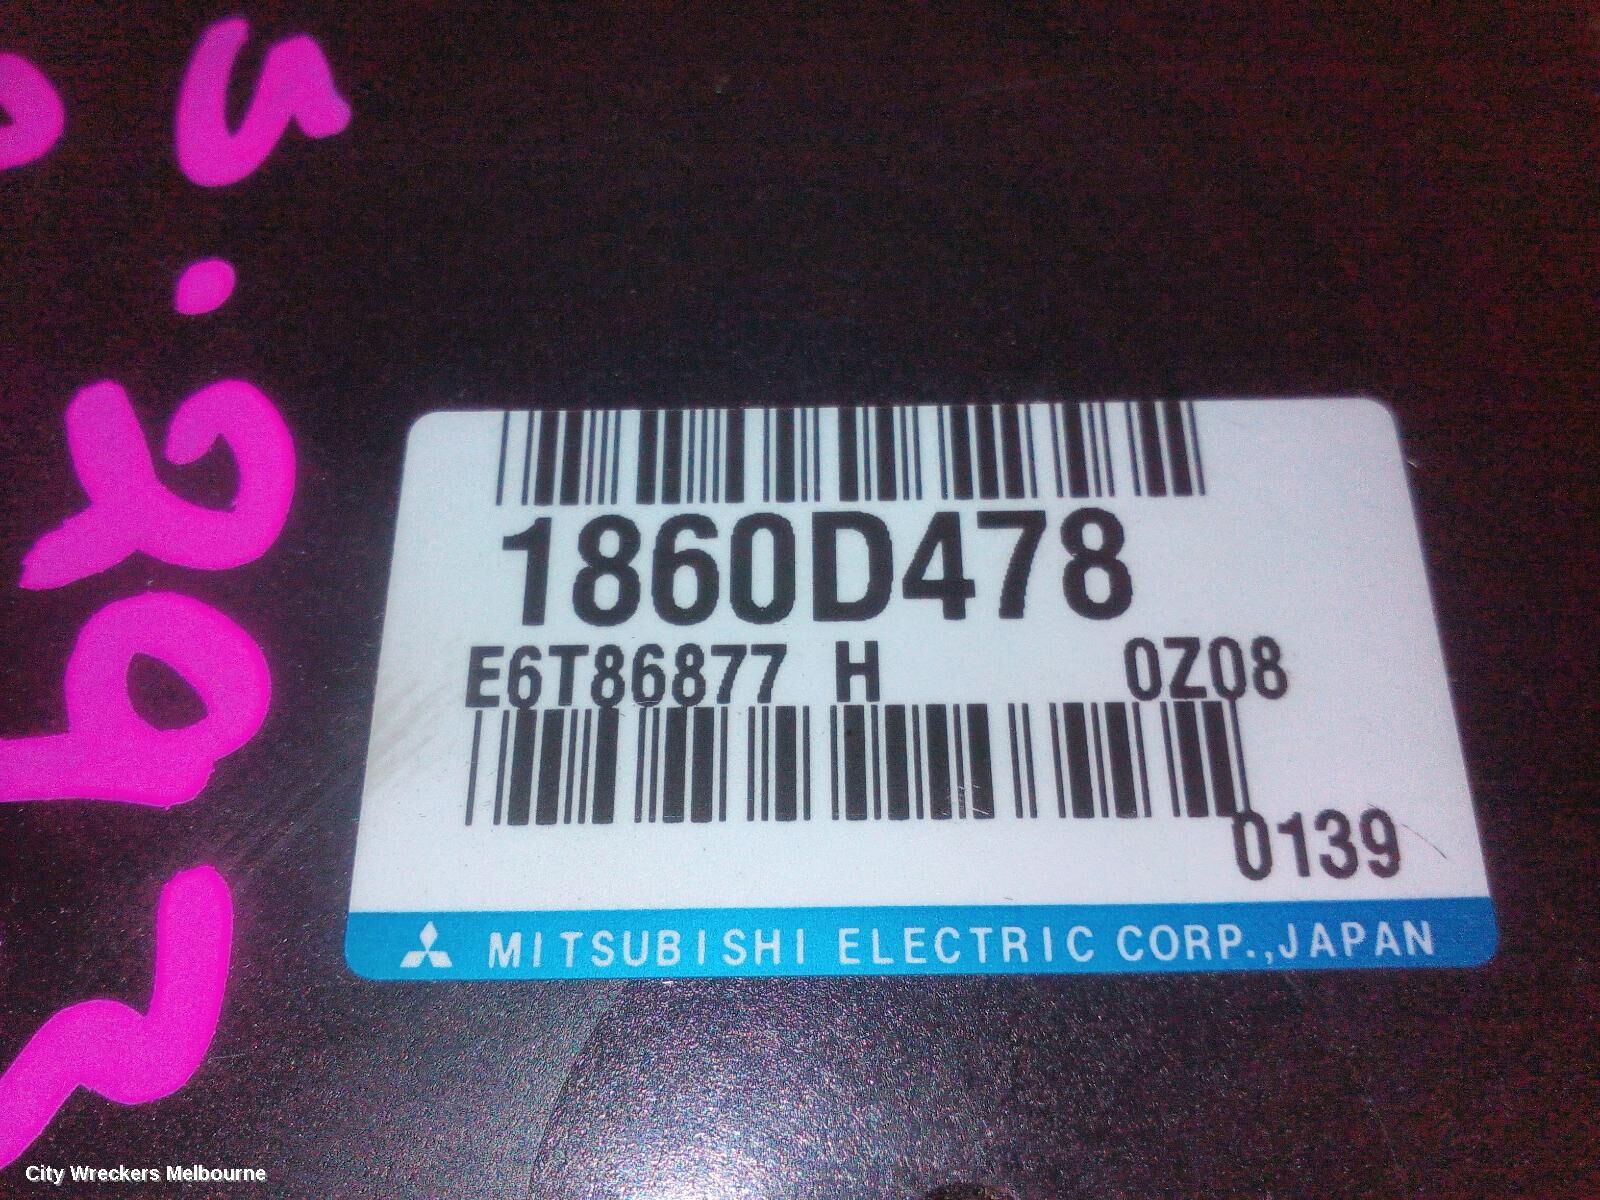 1860D478
E6T86877 H 0Z08
0139
MITSUBISHI ELECTRIC CORP.,JAPAN
City Wreckers Melbourne